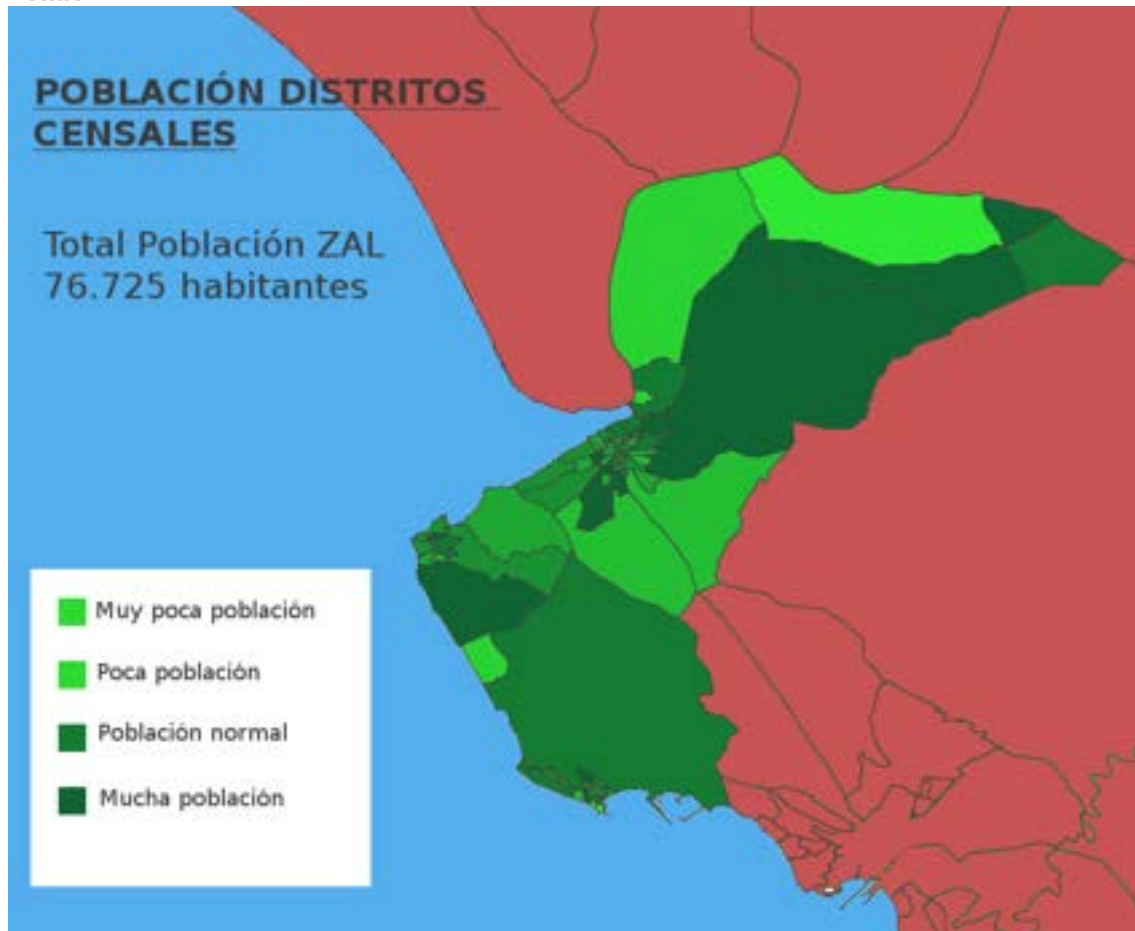 POBLACIÓN DISTRITOS
CENSALES
Total Población ZAL
76.725 habitantes
Muy poca población
Poca población
Población normal
Mucha población